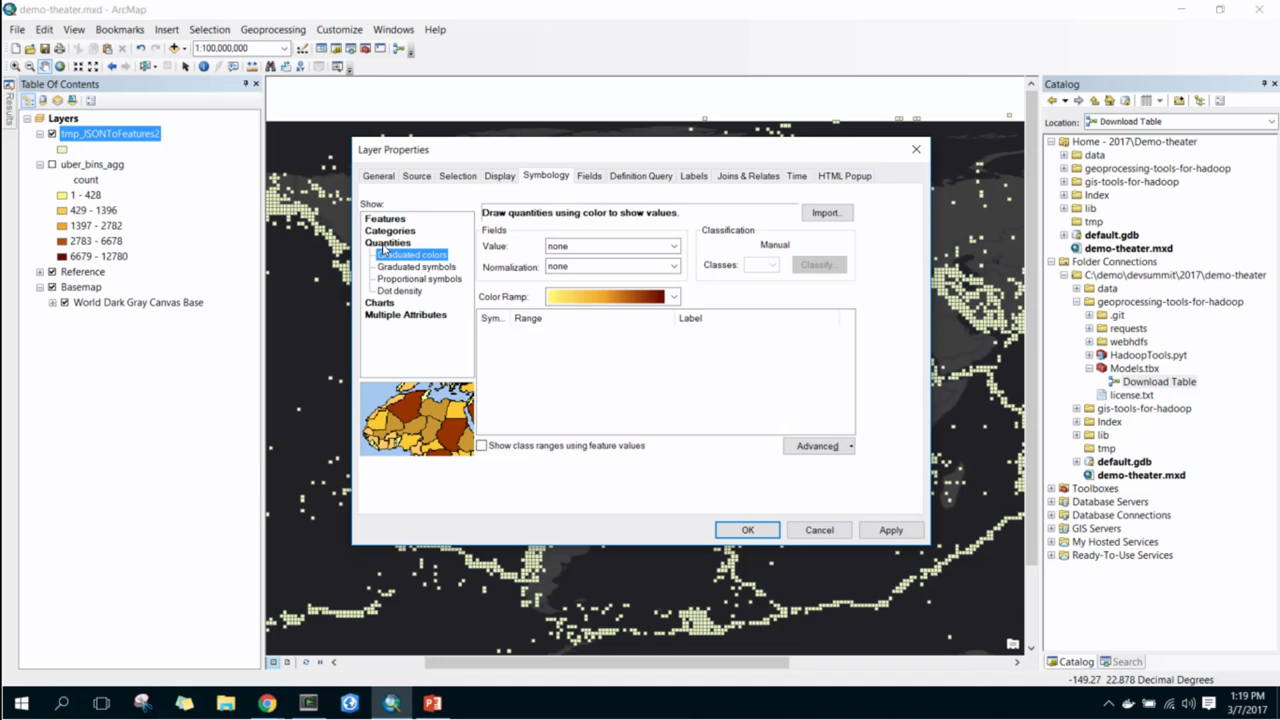 demo-theater.mxd - ArcMap
File Edit View Bookmarks Insert Selection Geoprocessing Customize Windows Help
1:100,000,000
Results
Table Of Contents
Layers
tmp_JSONToFeatures2
uber_bins_agg
count
1 - 428
429 - 1396
1397 - 2782
2783 - 6678
6679 - 12780
Reference
Basemap
World Dark Gray Canvas Base
Layer Properties
General Source Selection Display Symbology Fields Definition Query Labels Joins & Relates Time HTML Popup
Show:
Features
Categories
Quantities
Graduated colors
Graduated symbols
Proportional symbols
Dot density
Charts
Multiple Attributes
Draw quantities using color to show values.
Import...
Fields
Value: none
Normalization: none
Classification
Manual
Classes:
Classify...
Color Ramp:
Sym... Range Label
Show class ranges using feature values
Advanced
OK Cancel Apply
Catalog
Location: Download Table
Home - 2017\Demo-theater
data
geoprocessing-tools-for-hadoop
gis-tools-for-hadoop
Index
lib
tmp
default.gdb
demo-theater.mxd
Folder Connections
C:\demo\devsummit\2017\demo-theater
data
geoprocessing-tools-for-hadoop
.git
requests
webhdfs
HadoopTools.pyt
Models.tbx
Download Table
license.txt
gis-tools-for-hadoop
Index
lib
tmp
default.gdb
demo-theater.mxd
Toolboxes
Database Servers
Database Connections
GIS Servers
My Hosted Services
Ready-To-Use Services
Catalog Search
-149.27 22.878 Decimal Degrees
1:19 PM
3/7/2017